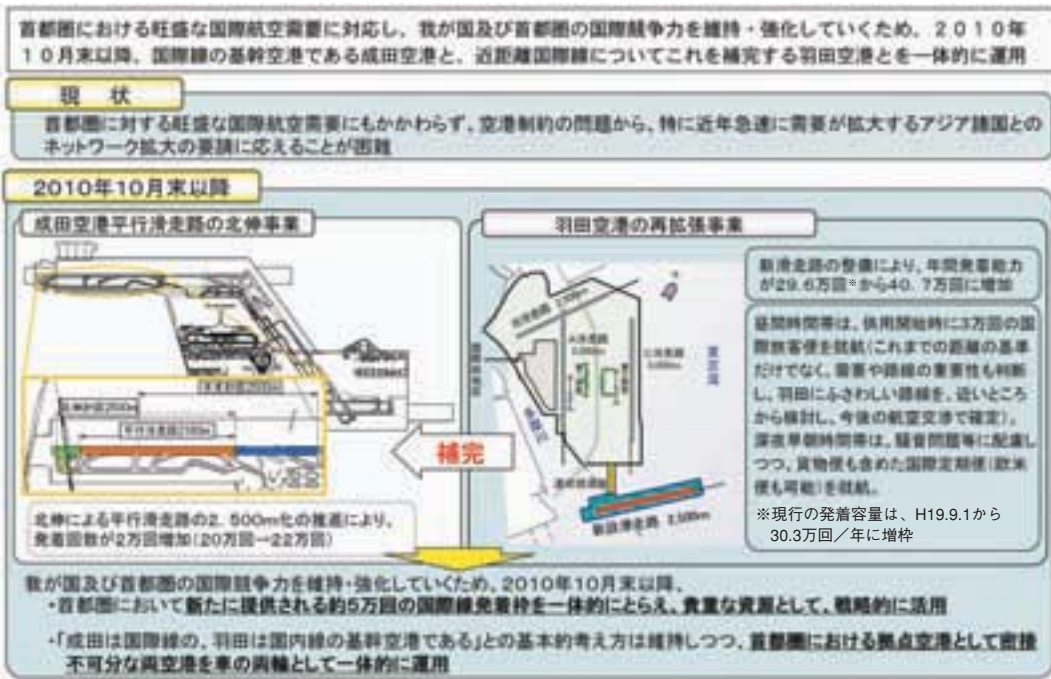 首都圏における旺盛な国際航空需要に対応し、我が国及び首都圏の国際競争力を維持・強化していくため、2010年
10月末以降、国際線の基幹空港である成田空港と、近距離国際線についてこれを補完する羽田空港とを一体的に運用
現 状
首都圏に対する旺盛な国際航空需要にもかかわらず、空港制約の問題から、特に近年急速に需要が拡大するアジア諸国との
ネットワーク拡大の要請に応えることが困難
2010年10月末以降
成田空港平行滑走路の北伸事業
平行滑走路2180m
北伸による平行滑走路の2,500m化の推進により、
発着回数が2万回増加(20万回→22万回)
補完
羽田空港の再拡張事業
東京湾
新設滑走路 2,500m
新滑走路の整備により、年間発着能力
が29.6万回※から40.7万回に増加
昼間時間帯は、供用開始時に3万回の国
際旅客便を就航(これまでの距離の基準
だけでなく、需要や路線の重要性も判断
し、羽田にふさわしい路線を、近いところ
から検討し、今後の航空交渉で確定)。
深夜早朝時間帯は、騒音問題等に配慮し
つつ、貨物便も含めた国際定期便(欧米
便も可能)を就航。
※現行の発着容量は、H19.9.1から
30.3万回/年に増枠
我が国及び首都圏の国際競争力を維持・強化していくため、2010年10月末以降、
・首都圏において新たに提供される約5万回の国際線発着枠を一体的にとらえ、貴重な資源として、戦略的に活用
・「成田は国際線の、羽田は国内線の基幹空港である」との基本的考え方は維持しつつ、首都圏における拠点空港として密接
不可分な両空港を車の両輪として一体的に運用